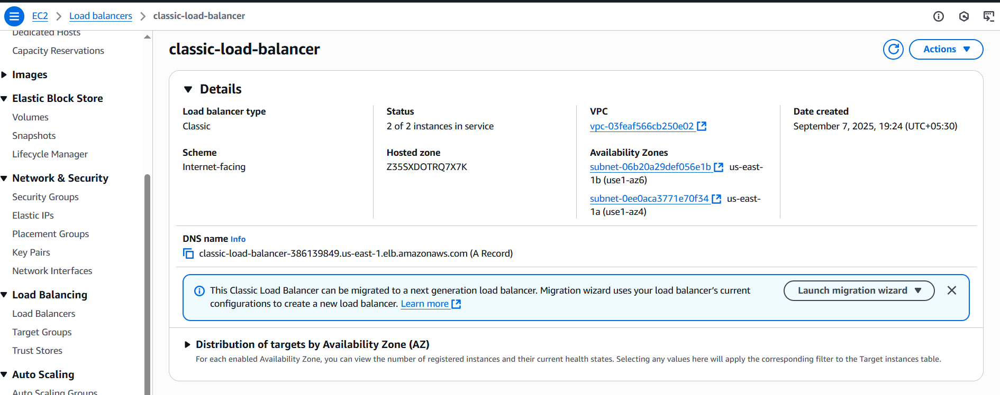 EC2 Load balancers classic-load-balancer
Dedicated Hosts
Capacity Reservations
Images
Elastic Block Store
Volumes
Snapshots
Lifecycle Manager
Network & Security
Security Groups
Elastic IPs
Placement Groups
Key Pairs
Network Interfaces
Load Balancing
Load Balancers
Target Groups
Trust Stores
Auto Scaling
Auto Scaling Groups
classic-load-balancer
Actions
Details
Load balancer type
Classic
Scheme
Internet-facing
Status
2 of 2 instances in service
Hosted zone
Z35SXDOTRQ7X7K
VPC
vpc-03feaf566cb250e02
Availability Zones
subnet-06b20a29def056e1b us-east-
1b (use1-az6)
subnet-0ee0aca3771e70f34 us-east-
1a (use1-az4)
Date created
September 7, 2025, 19:24 (UTC+05:30)
DNS name Info
classic-load-balancer-386139849.us-east-1.elb.amazonaws.com (A Record)
This Classic Load Balancer can be migrated to a next generation load balancer. Migration wizard uses your load balancer’s current
configurations to create a new load balancer. Learn more
Launch migration wizard
Distribution of targets by Availability Zone (AZ)
For each enabled Availability Zone, you can view the number of registered instances and their current health states. Selecting any values here will apply the corresponding filter to the Target instances table.